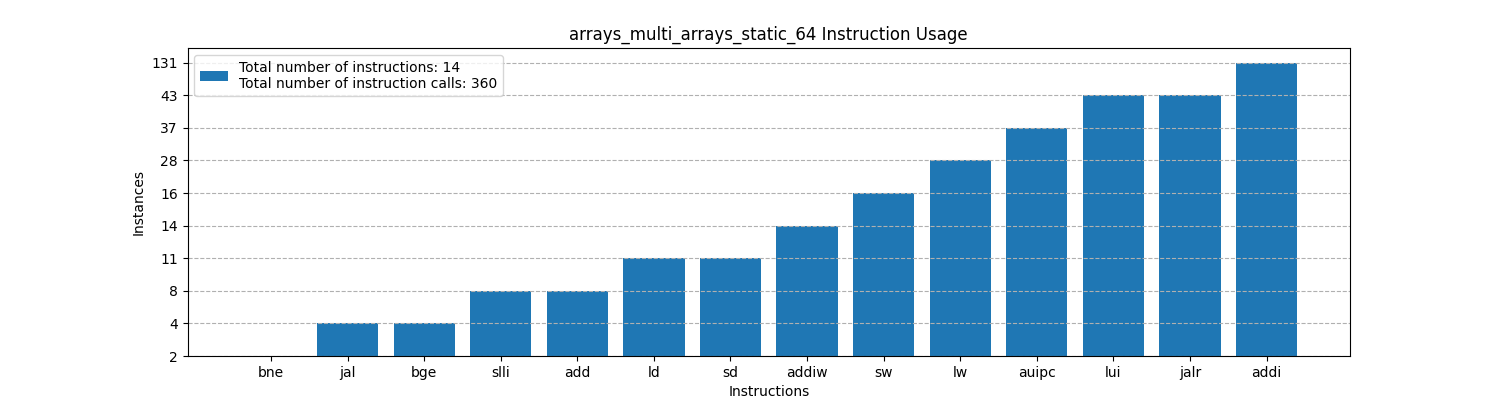 arrays_multi_arrays_static_64 Instruction Usage
Total number of instructions: 14
Total number of instruction calls: 360
131
43
37
28
16
14
11
8
4
2
Instances
bne jal bge slli add ld sd addiw sw lw auipc lui jalr addi
Instructions